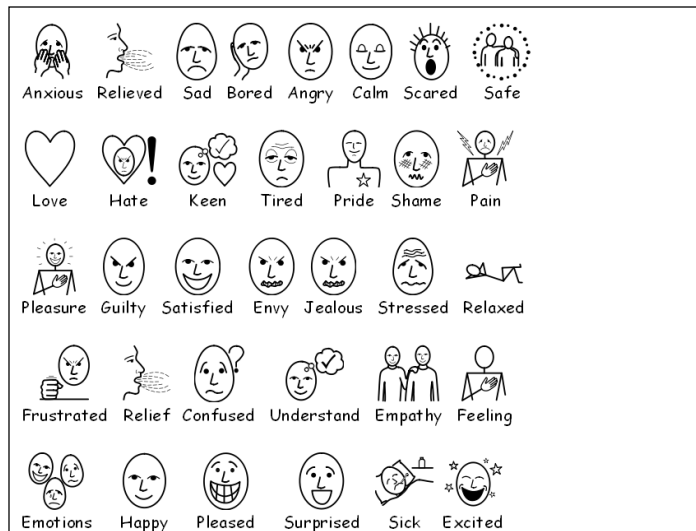 Anxious Relieved Sad Bored Angry Calm Scared Safe
Love Hate Keen Tired Pride Shame Pain
Pleasure Guilty Satisfied Envy Jealous Stressed Relaxed
Frustrated Relief Confused Understand Empathy Feeling
Emotions Happy Pleased Surprised Sick Excited